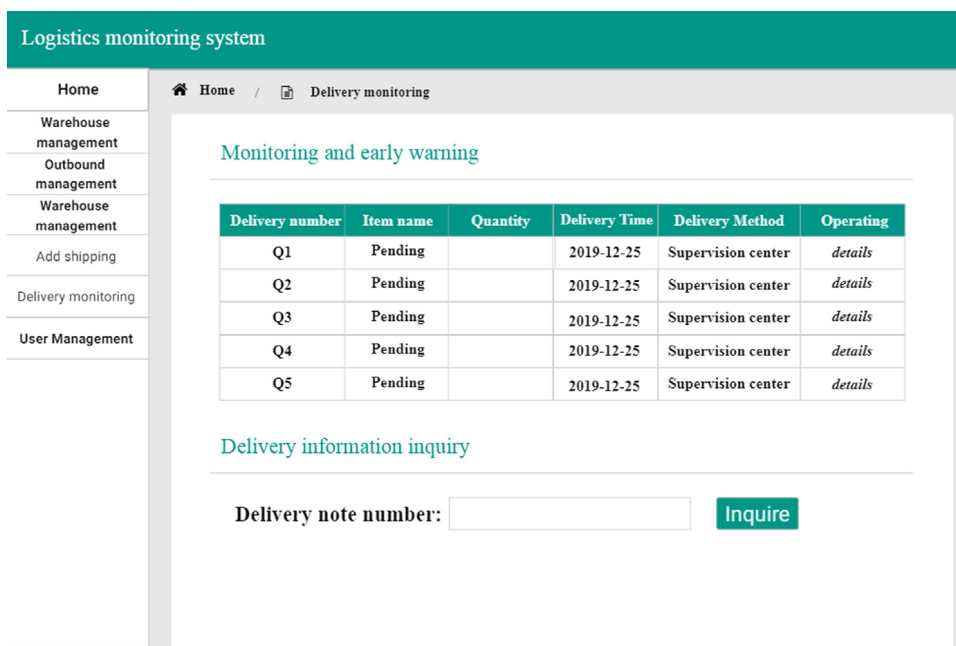 Logistics monitoring system
Home
Warehouse
management
Outbound
management
Warehouse
management
Add shipping
Delivery monitoring
User Management
Home / Delivery monitoring
Monitoring and early warning
Delivery number Item name Quantity Delivery Time Delivery Method Operating
Q1 Pending 2019-12-25 Supervision center details
Q2 Pending 2019-12-25 Supervision center details
Q3 Pending 2019-12-25 Supervision center details
Q4 Pending 2019-12-25 Supervision center details
Q5 Pending 2019-12-25 Supervision center details
Delivery information inquiry
Delivery note number: Inquire